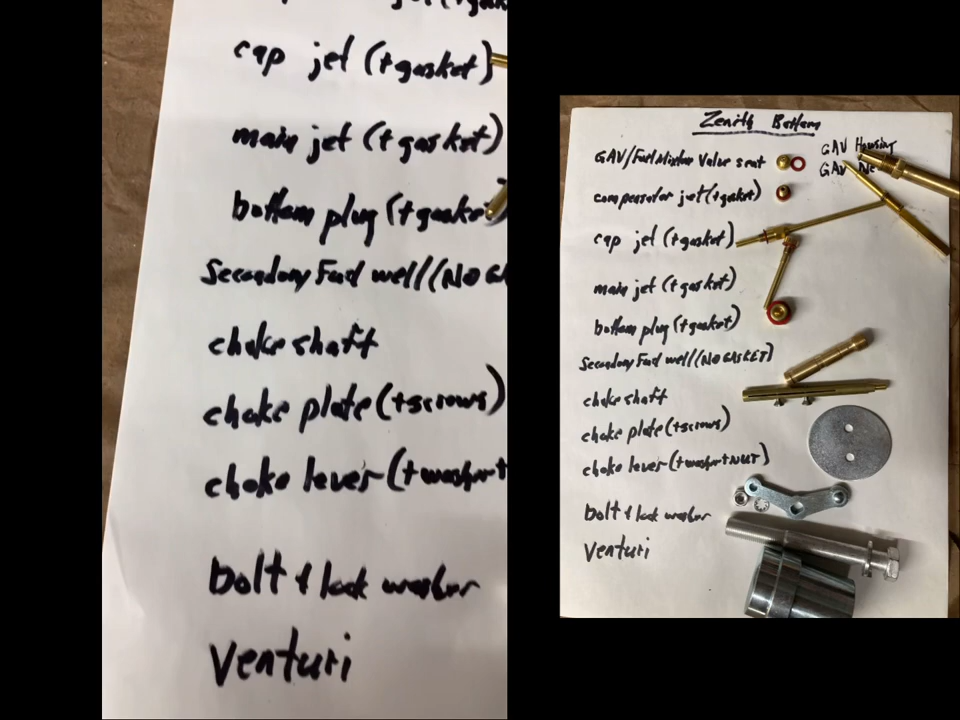 cap jet (+gasket)
main jet (+gasket)
bottom plug (+gasket)
Secondary Fuel well (NO GA
choke shaft
choke plate (+screws)
choke lever (+washer+
bolt + lock washer
Venturi
Zenith Bottom
GAV/Fuel Mixture Valve seat
GAV Housing
GAV Ne
compensator jet (+gasket)
cap jet (+gasket)
main jet (+gasket)
bottom plug (+gasket)
Secondary Fuel well (NO GASKET)
choke shaft
choke plate (+screws)
choke lever (+washer+NUT)
bolt + lock washer
Venturi